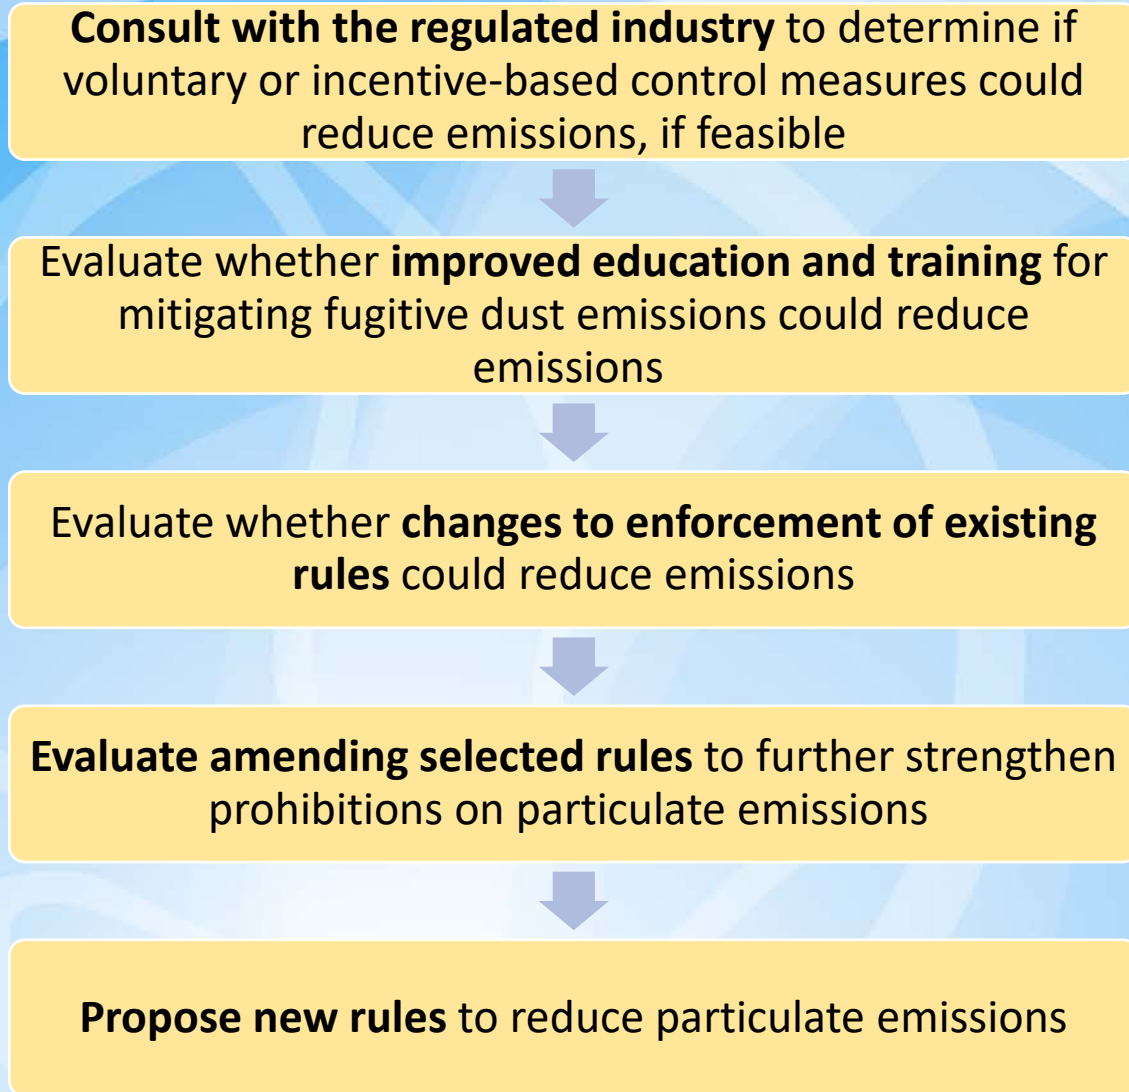 Consult with the regulated industry to determine if
voluntary or incentive-based control measures could
reduce emissions, if feasible
Evaluate whether improved education and training for
mitigating fugitive dust emissions could reduce
emissions
Evaluate whether changes to enforcement of existing
rules could reduce emissions
Evaluate amending selected rules to further strengthen
prohibitions on particulate emissions
Propose new rules to reduce particulate emissions